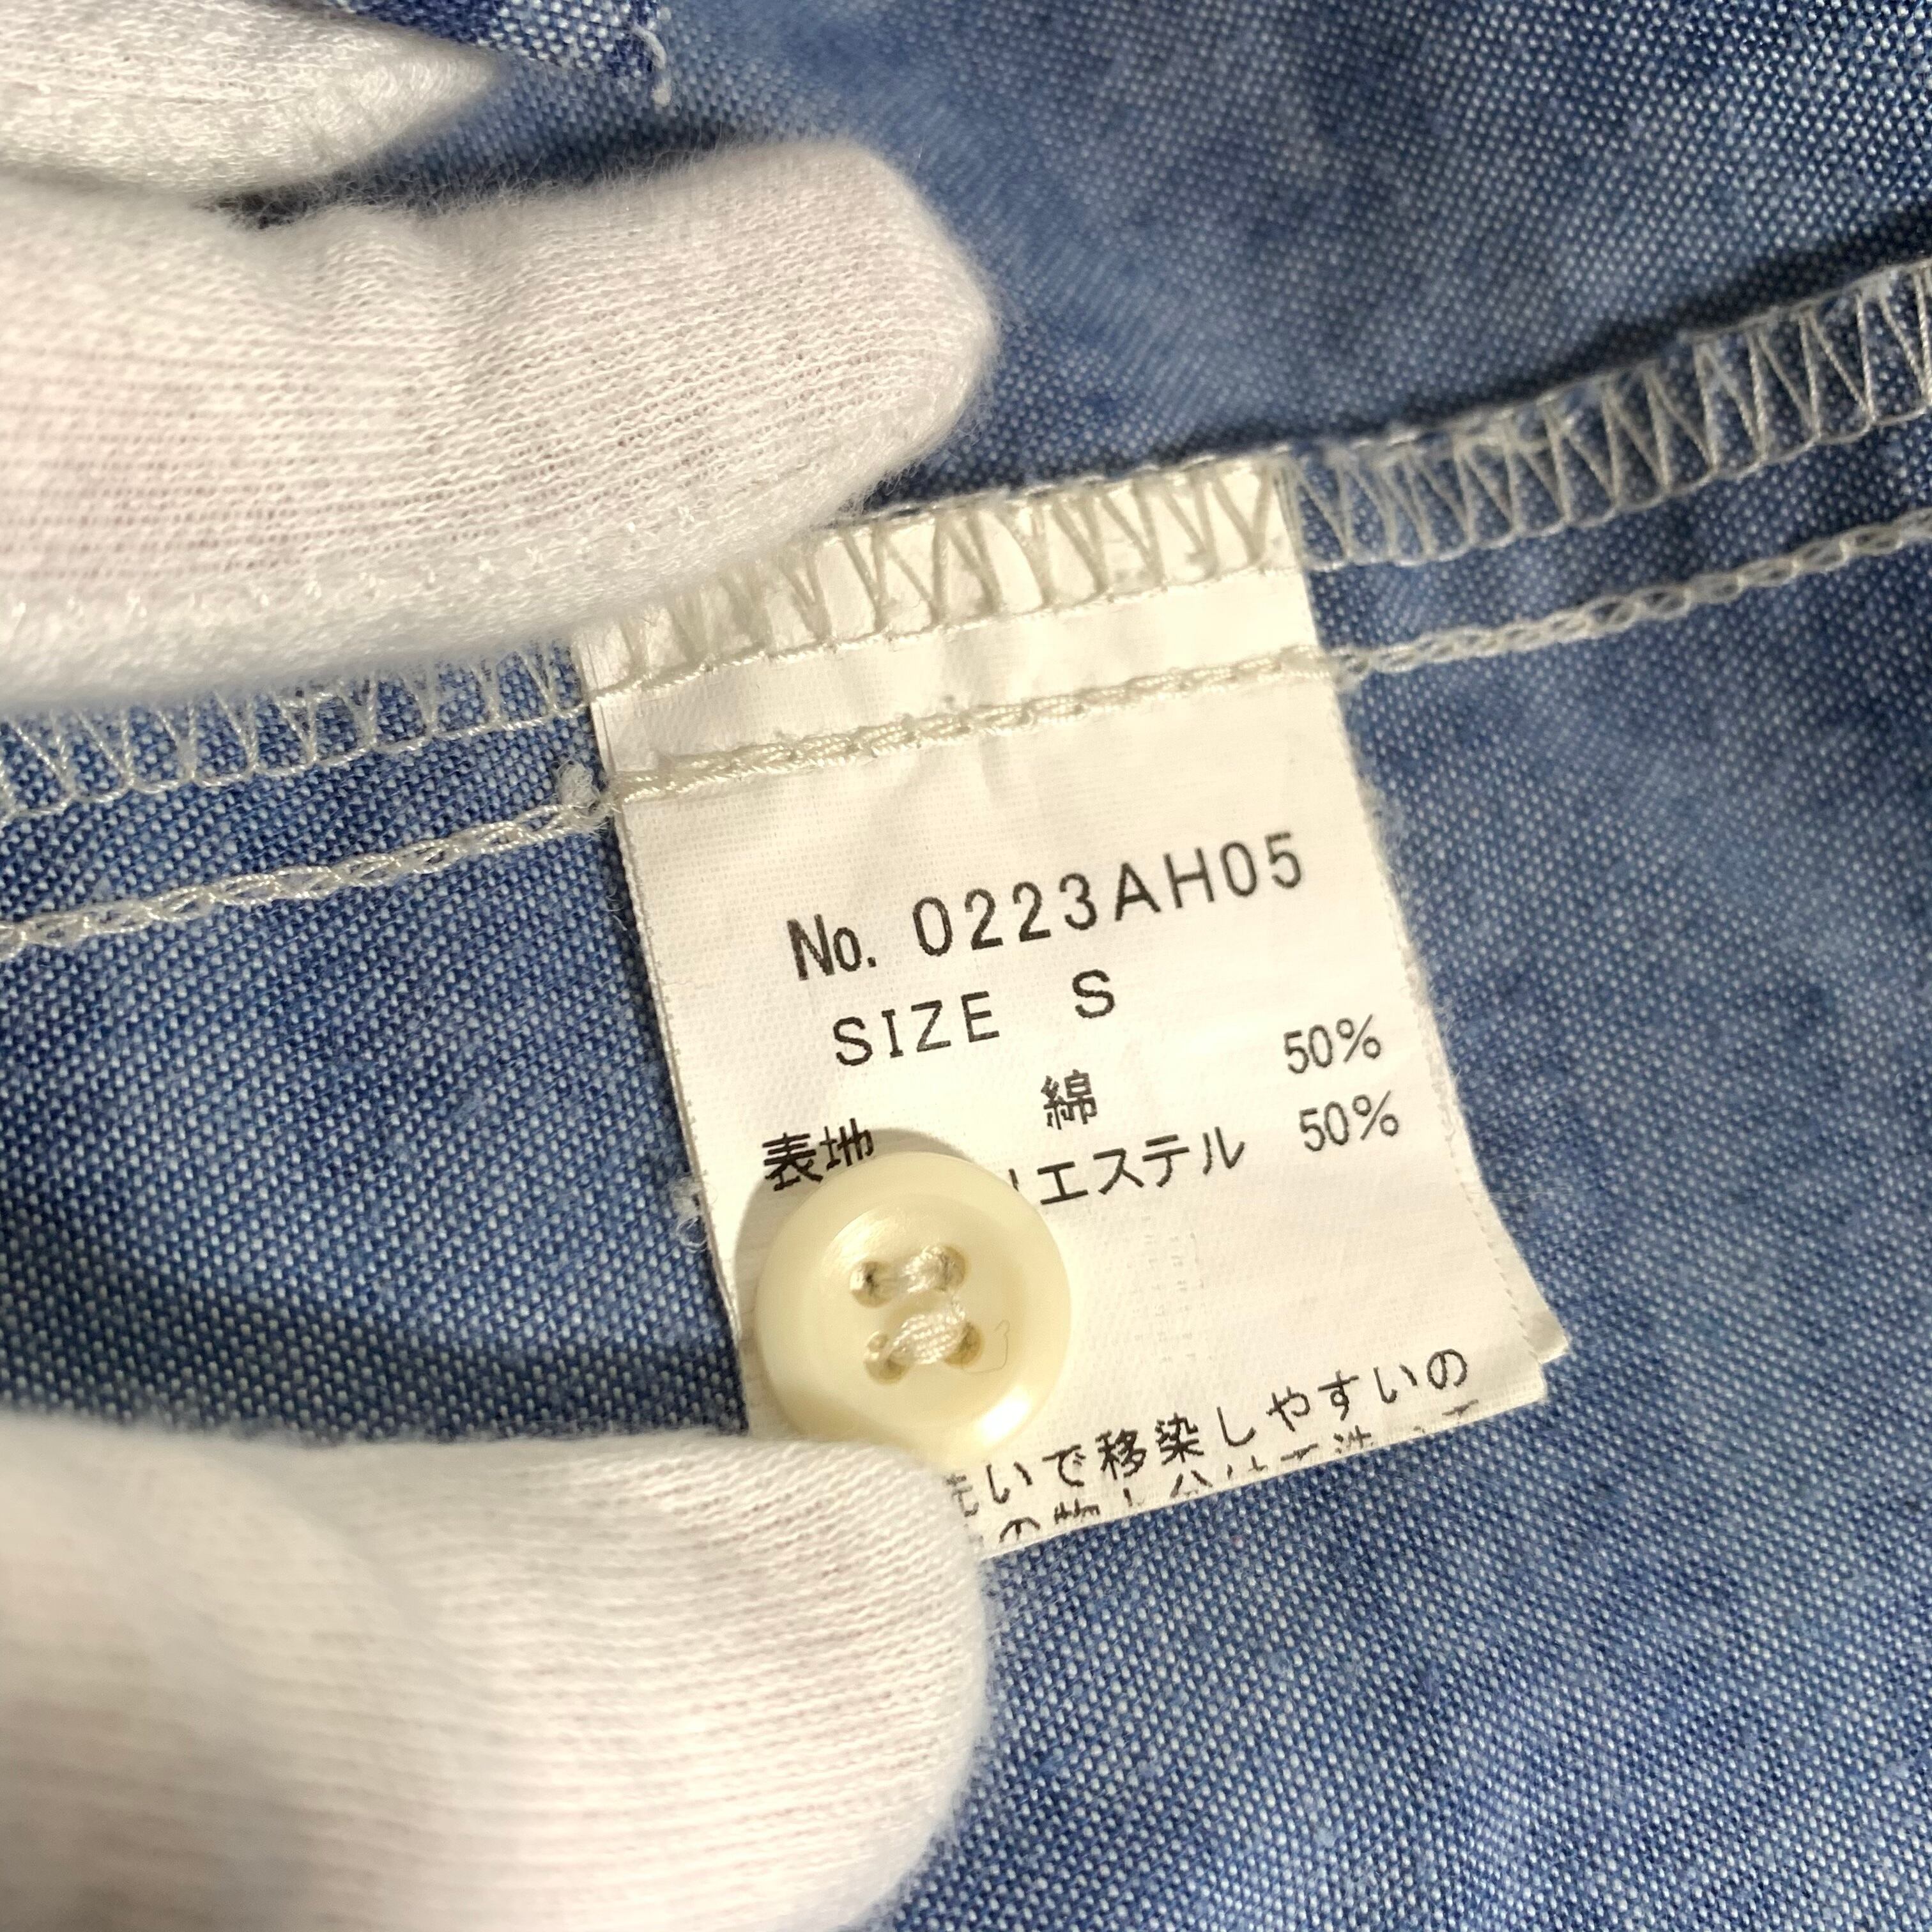 No. 0223AH05
SIZE S
綿 50%
表地
エステル 50%
いで移染しやすいの